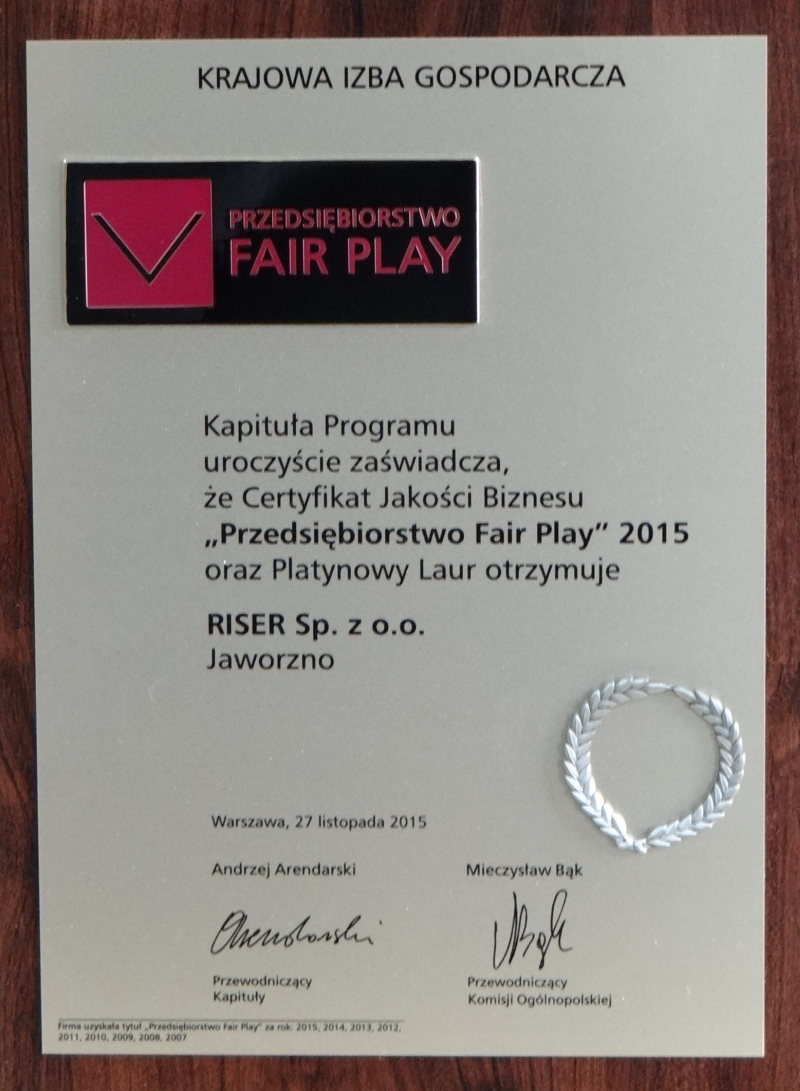 KRAJOWA IZBA GOSPODARCZA
PRZEDSIĘBIORSTWO
FAIR PLAY
Kapituła Programu
uroczyście zaświadcza,
że Certyfikat Jakości Biznesu
„Przedsiębiorstwo Fair Play” 2015
oraz Platynowy Laur otrzymuje
RISER Sp. z o.o.
Jaworzno
Warszawa, 27 listopada 2015
Andrzej Arendarski Mieczysław Bąk
Arendarski MBąk
Przewodniczący Przewodniczący
Kapituły Komisji Ogólnopolskiej
Firma uzyskała tytuł „Przedsiębiorstwo Fair Play” za rok: 2015, 2014, 2013, 2012,
2011, 2010, 2009, 2008, 2007